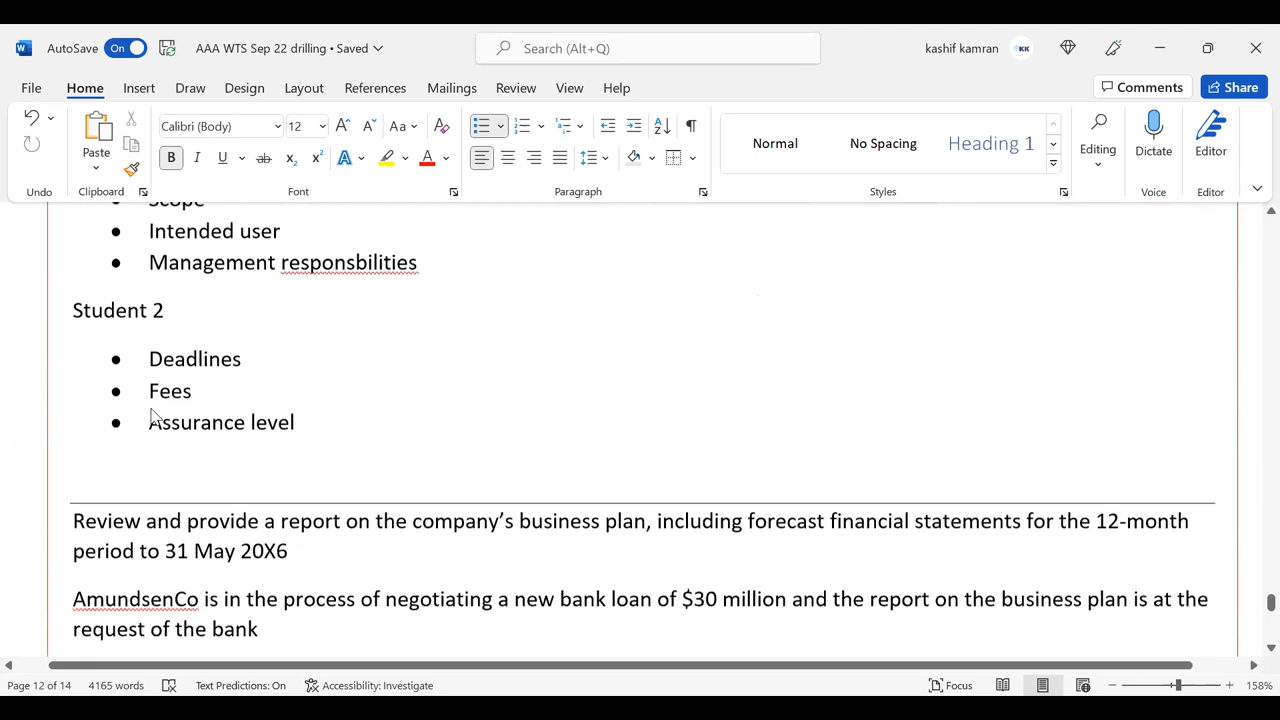 AutoSave On AAA WTS Sep 22 drilling • Saved Search (Alt+Q) kashif kamran KK
File Home Insert Draw Design Layout References Mailings Review View Help Comments Share
Calibri (Body) 12 Aa Normal No Spacing Heading 1
Paste Editing Dictate Editor
Undo Clipboard Font Paragraph Styles Voice Editor
Scope
• Intended user
• Management responsbilities
Student 2
• Deadlines
• Fees
• Assurance level
Review and provide a report on the company's business plan, including forecast financial statements for the 12-month
period to 31 May 20X6
AmundsenCo is in the process of negotiating a new bank loan of $30 million and the report on the business plan is at the
request of the bank
Page 12 of 14 4165 words Text Predictions: On Accessibility: Investigate Focus 158%